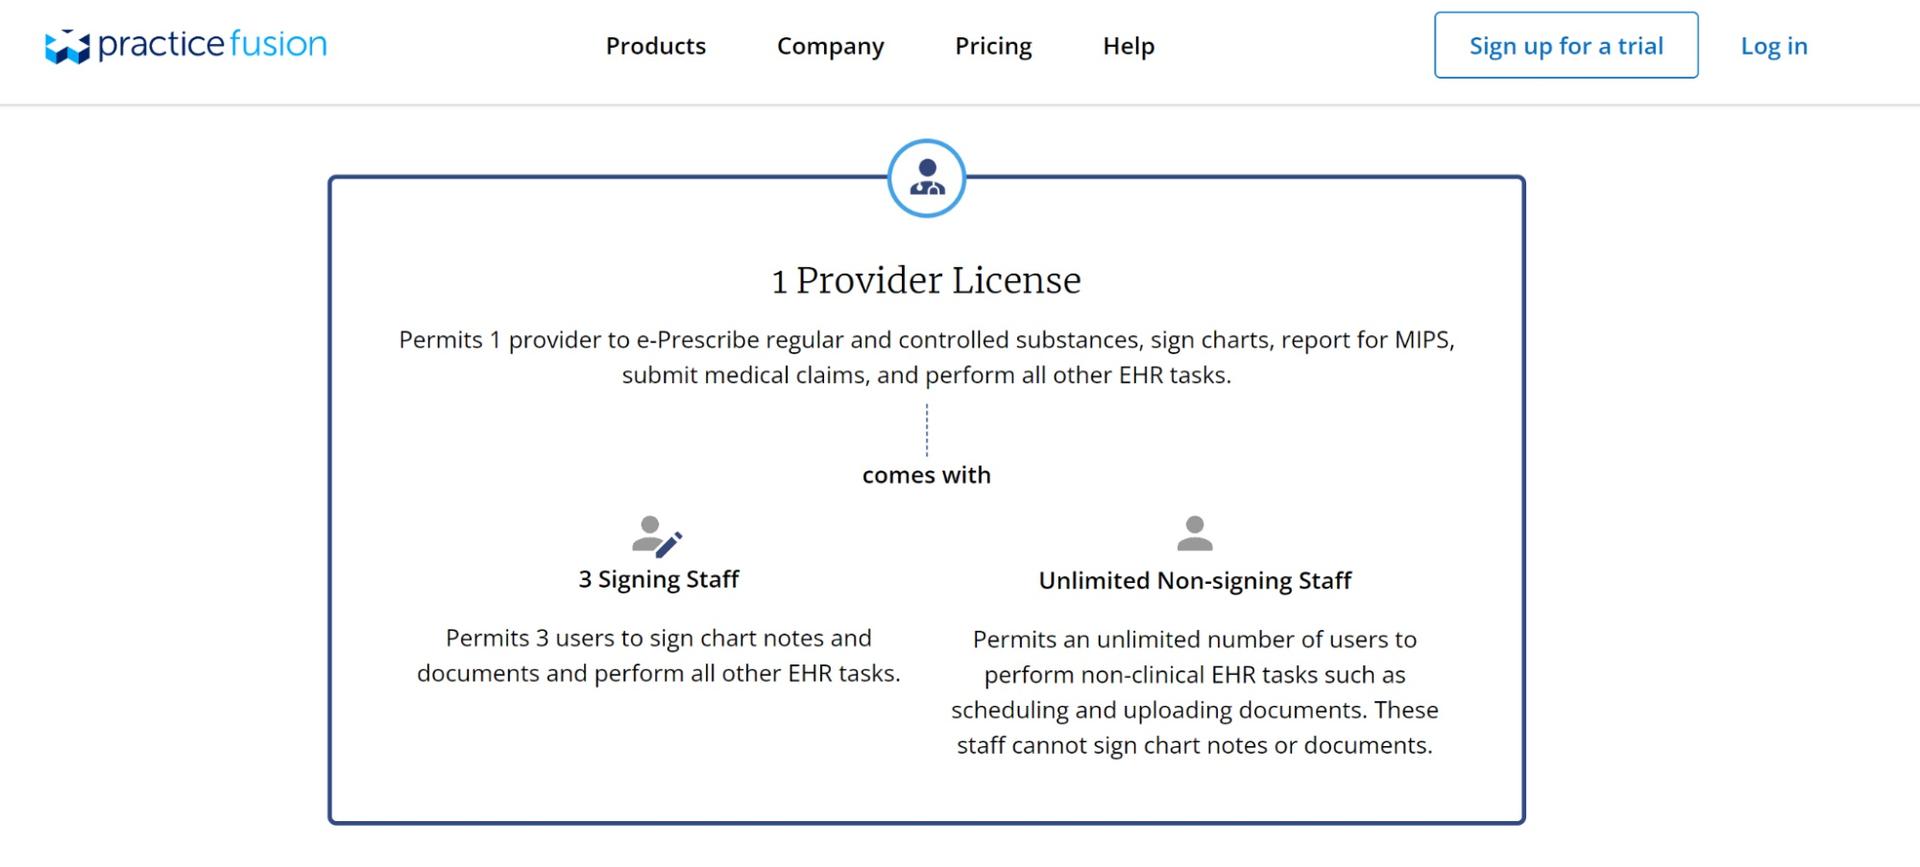 practice fusion
Products
Company
Pricing
Help
Sign up for a trial
Log in
1 Provider License
Permits 1 provider to e-Prescribe regular and controlled substances, sign charts, report for MIPS,
submit medical claims, and perform all other EHR tasks.
comes with
3 Signing Staff
Permits 3 users to sign chart notes and
documents and perform all other EHR tasks.
Unlimited Non-signing Staff
Permits an unlimited number of users to
perform non-clinical EHR tasks such as
scheduling and uploading documents. These
staff cannot sign chart notes or documents.